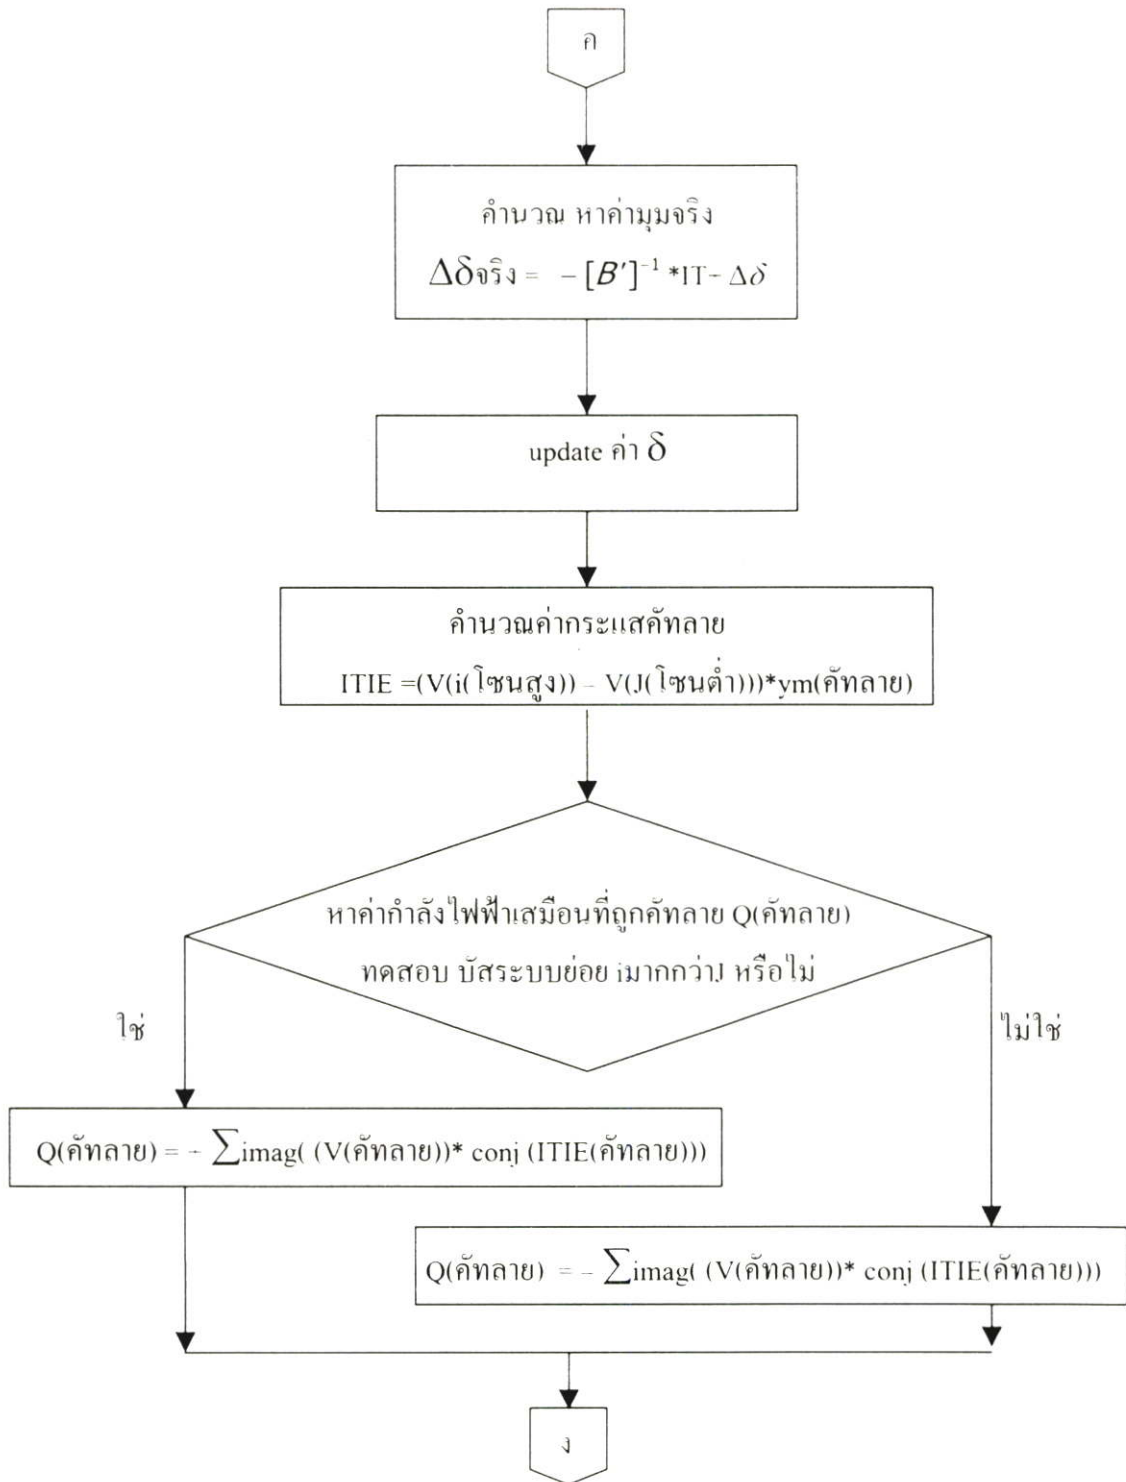 ค
คำนวณ หาค่ามุมจริง
Δδจริง = − [B′]⁻¹ *IT− Δδ
update ค่า δ
คำนวณค่ากระแสคัทลาย
ITIE =(V(i(โซนสูง)) − V(J(โซนต่ำ)))*ym(คัทลาย)
หาค่ากำลังไฟฟ้าเสมือนที่ถูกคัทลาย Q(คัทลาย)
ทดสอบ บัสระบบย่อย iมากกว่าJ หรือไม่
ใช่
ไม่ใช่
Q(คัทลาย) = − ∑imag( (V(คัทลาย))* conj (ITIE(คัทลาย)))
Q(คัทลาย) = − ∑imag( (V(คัทลาย))* conj (ITIE(คัทลาย)))
ง